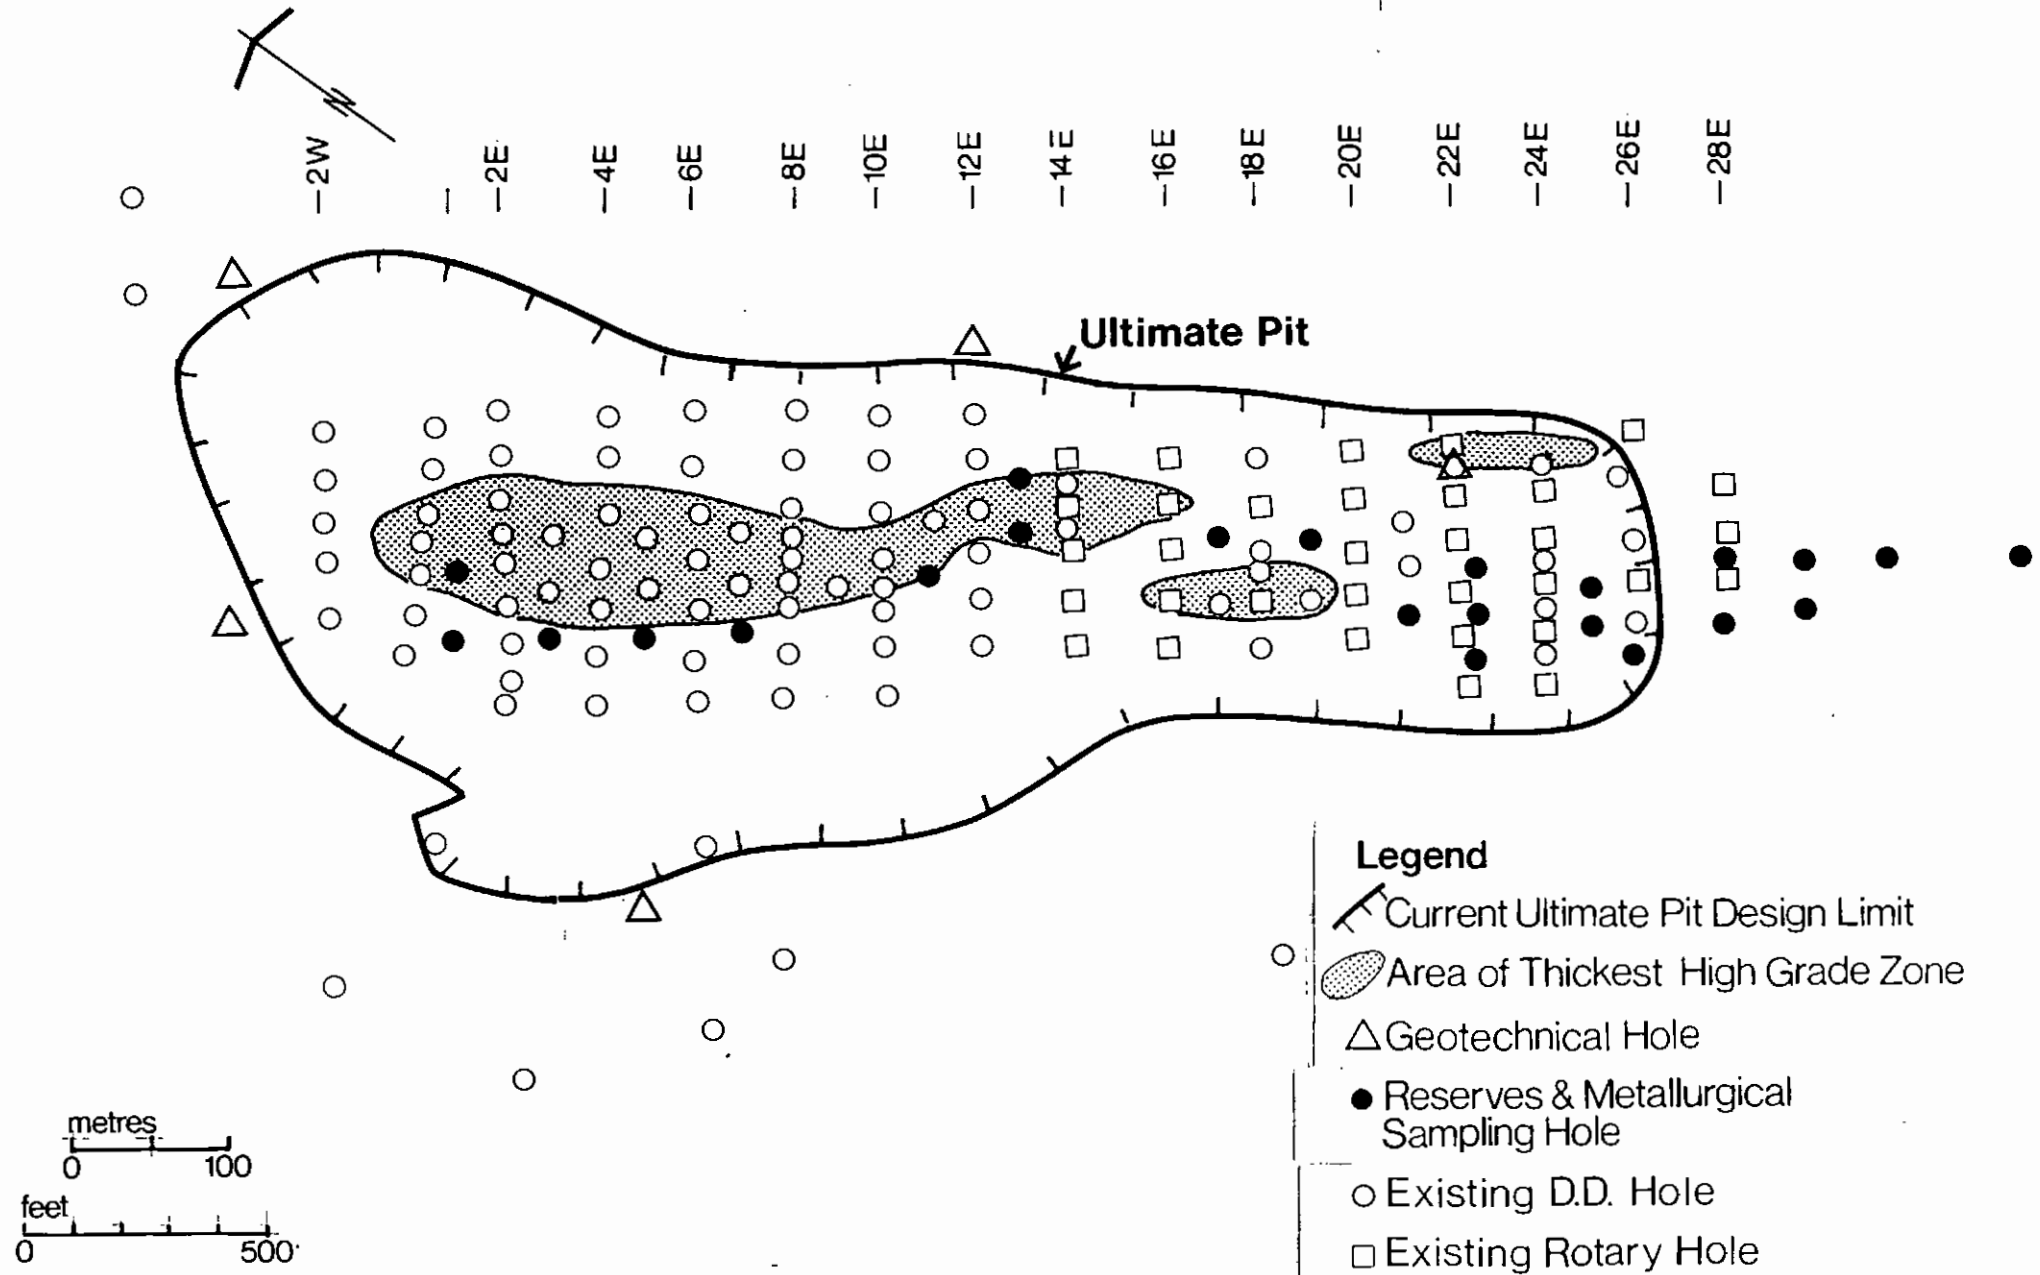 –2W
–2E
–4E
–6E
–8E
–10E
–12E
–14E
–16E
–18E
–20E
–22E
–24E
–26E
–28E
Ultimate Pit
Legend
Current Ultimate Pit Design Limit
Area of Thickest High Grade Zone
Geotechnical Hole
Reserves & Metallurgical
Sampling Hole
Existing D.D. Hole
Existing Rotary Hole
metres
0 100
feet
0 500